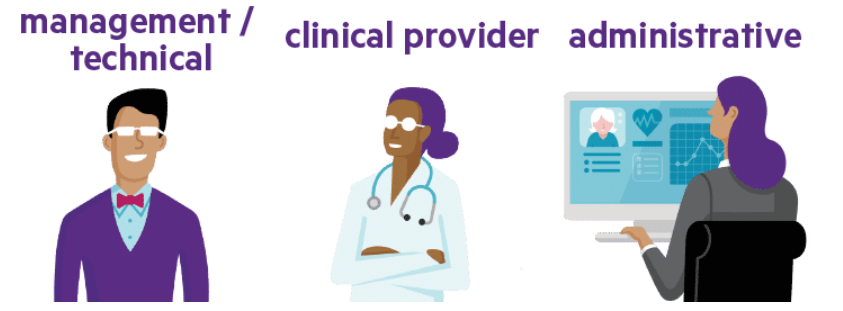 management /
technical
clinical provider
administrative